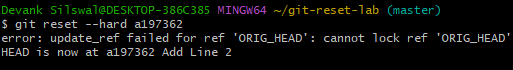 Devank Silswal@DESKTOP-386C385 MINGW64 ~/git-reset-lab (master)
$ git reset --hard a197362
error: update_ref failed for ref 'ORIG_HEAD': cannot lock ref 'ORIG_HEAD'
HEAD is now at a197362 Add Line 2